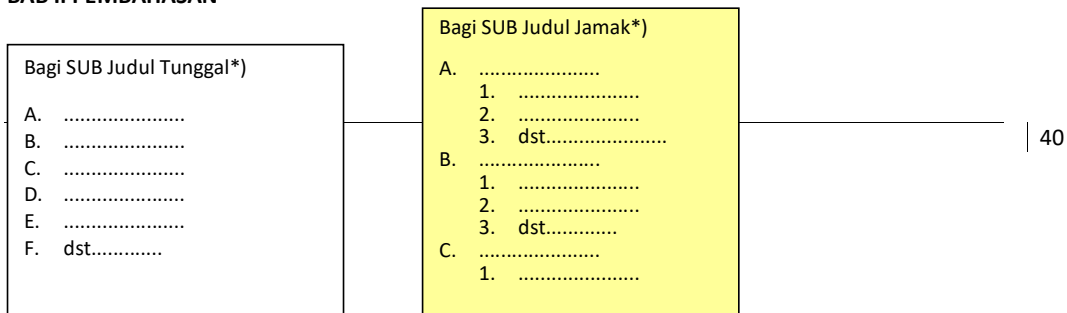 Bagi SUB Judul Tunggal*)
A. ......................
B. ......................
C. ......................
D. ......................
E. ......................
F. dst.............
Bagi SUB Judul Jamak*)
A. ......................
1. ......................
2. ......................
3. dst......................
B. ......................
1. ......................
2. ......................
3. dst.............
C. ......................
1. ......................
40